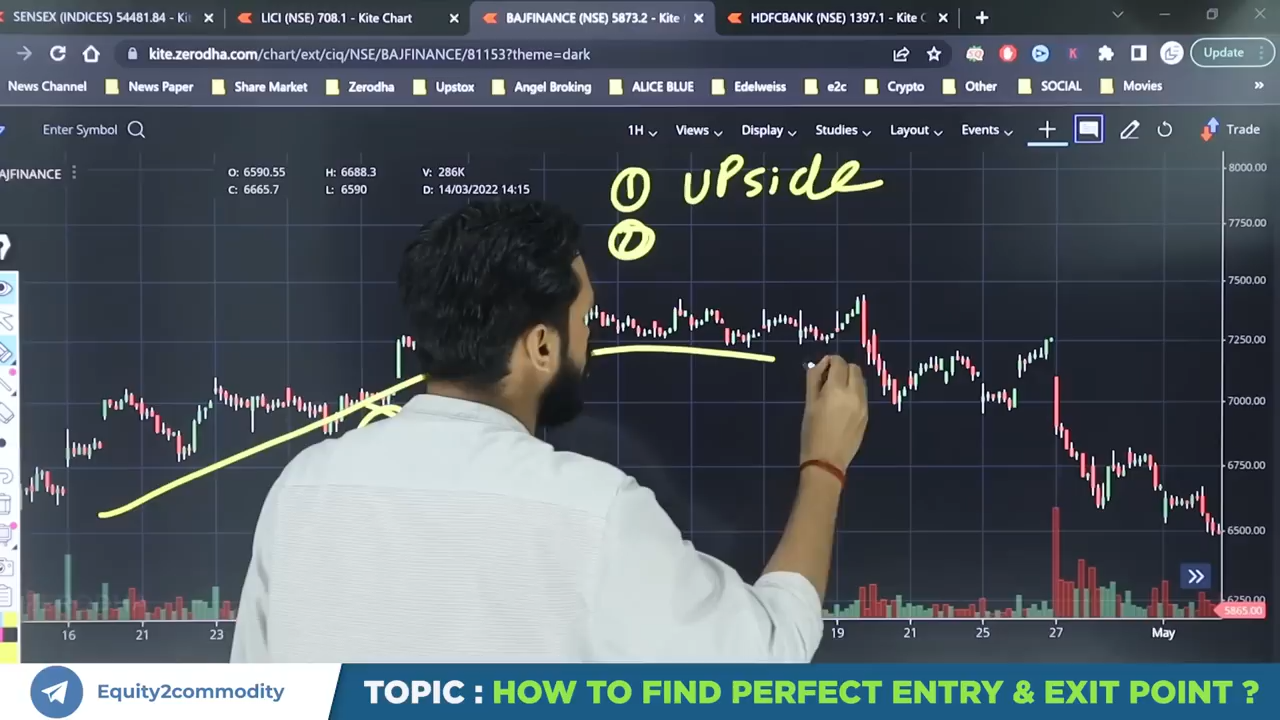 SENSEX (INDICES) 54481.84 - Ki
LICI (NSE) 708.1 - Kite Chart
BAJFINANCE (NSE) 5873.2 - Kite
HDFCBANK (NSE) 1397.1 - Kite C
kite.zerodha.com/chart/ext/ciq/NSE/BAJFINANCE/81153?theme=dark
Update
News Channel News Paper Share Market Zerodha Upstox Angel Broking ALICE BLUE Edelweiss e2c Crypto Other SOCIAL Movies
Enter Symbol 1H Views Display Studies Layout Events Trade
AJFINANCE O: 6590.55 H: 6688.3 V: 286K
C: 6665.7 L: 6590 D: 14/03/2022 14:15
1 UPside
2
8000.00
7750.00
7500.00
7250.00
7000.00
6750.00
6500.00
6250.00
5865.00
16 21 23 19 21 25 27 May
Equity2commodity
TOPIC : HOW TO FIND PERFECT ENTRY & EXIT POINT ?